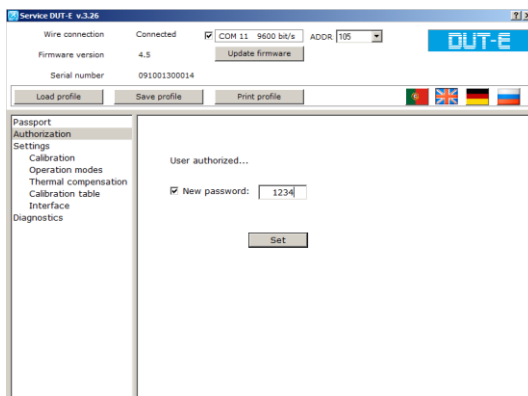 Service DUT-E v.3.26
Wire connection Connected COM 11 9600 bit/s ADDR 105
DUT-E
Firmware version 4.5 Update firmware
Serial number 091001300014
Load profile Save profile Print profile
Passport
Authorization
Settings
Calibration
Operation modes
Thermal compensation
Calibration table
Interface
Diagnostics
User authorized...
New password: 1234
Set